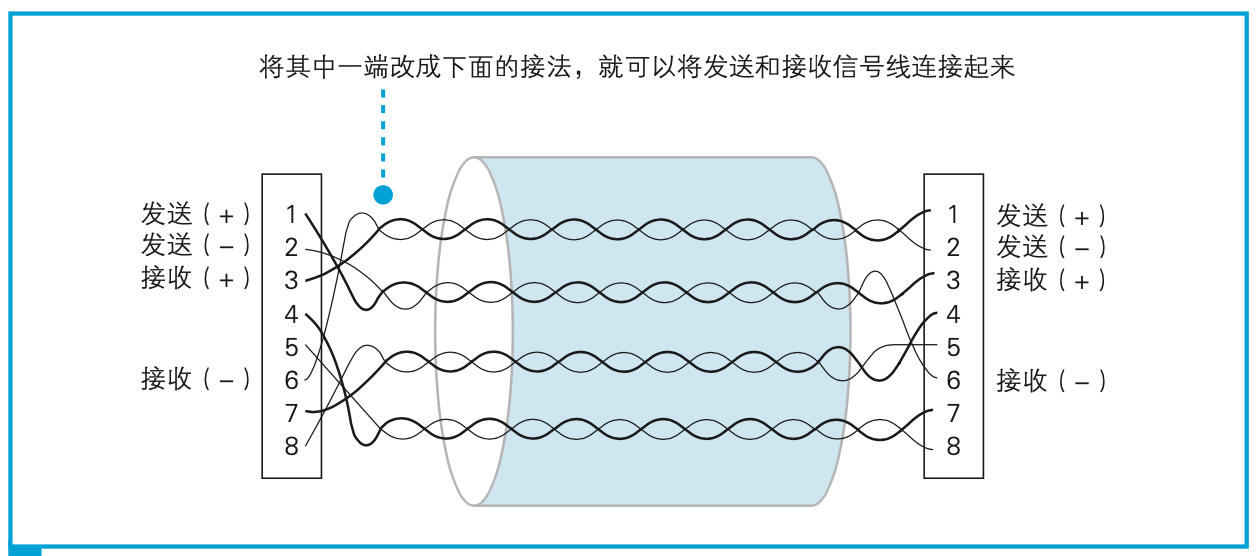 将其中一端改成下面的接法，就可以将发送和接收信号线连接起来
发送（+） 1 1 发送（+）
发送（−） 2 2 发送（−）
接收（+） 3 3 接收（+）
4 4
5 5
接收（−） 6 6 接收（−）
7 7
8 8